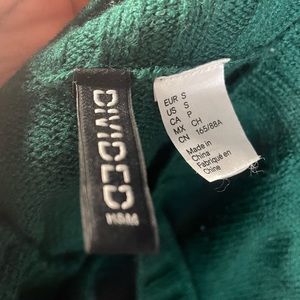 DIVIDED
H&M
EUR S
US S
CA P
MX CH
CN 165/88A
Made in
China
Fabriqué en
Chine